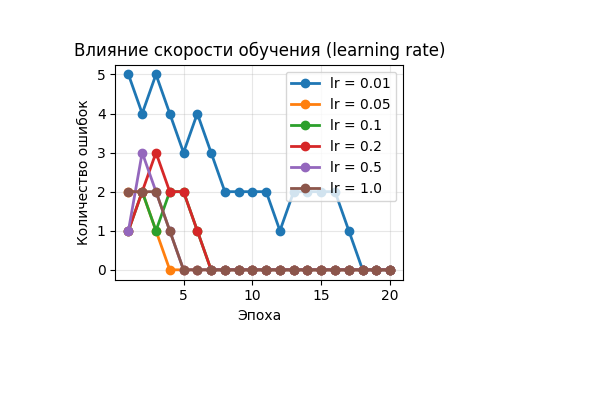 Влияние скорости обучения (learning rate)
Количество ошибок
5
4
3
2
1
0
lr = 0.01
lr = 0.05
lr = 0.1
lr = 0.2
lr = 0.5
lr = 1.0
5 10 15 20
Эпоха